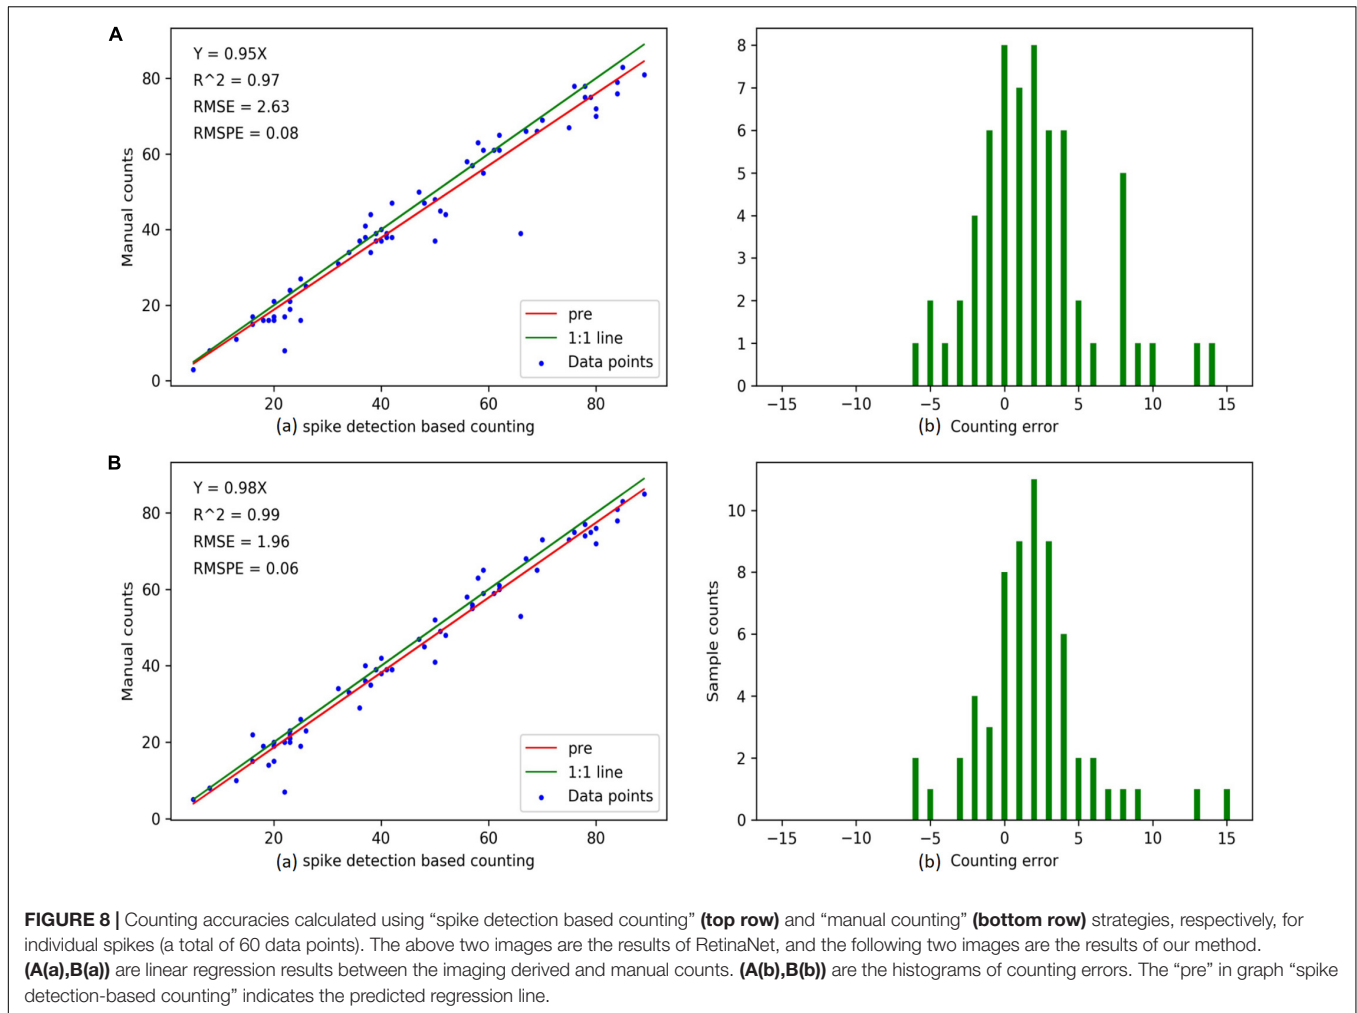 A
Y = 0.95X
R^2 = 0.97
RMSE = 2.63
RMSPE = 0.08
Manual counts
80
60
40
20
0
pre
1:1 line
Data points
20 40 60 80
(a) spike detection based counting
8
7
6
5
4
3
2
1
0
−15 −10 −5 0 5 10 15
(b) Counting error
B
Y = 0.98X
R^2 = 0.99
RMSE = 1.96
RMSPE = 0.06
Manual counts
80
60
40
20
0
pre
1:1 line
Data points
20 40 60 80
(a) spike detection based counting
Sample counts
10
8
6
4
2
0
−15 −10 −5 0 5 10 15
(b) Counting error
FIGURE 8 | Counting accuracies calculated using “spike detection based counting” (top row) and “manual counting” (bottom row) strategies, respectively, for
individual spikes (a total of 60 data points). The above two images are the results of RetinaNet, and the following two images are the results of our method.
(A(a),B(a)) are linear regression results between the imaging derived and manual counts. (A(b),B(b)) are the histograms of counting errors. The “pre” in graph “spike
detection-based counting” indicates the predicted regression line.